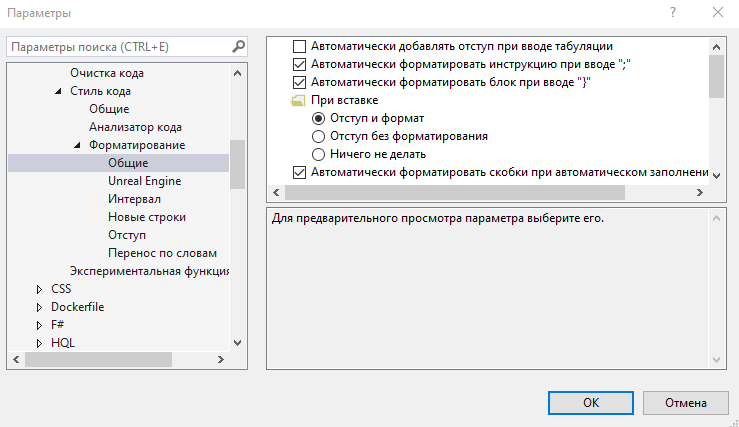 Параметры
?
Параметры поиска (CTRL+E)
Очистка кода
Стиль кода
Общие
Анализатор кода
Форматирование
Общие
Unreal Engine
Интервал
Новые строки
Отступ
Перенос по словам
Экспериментальная функция
CSS
Dockerfile
F#
HQL
Автоматически добавлять отступ при вводе табуляции
Автоматически форматировать инструкцию при вводе ";"
Автоматически форматировать блок при вводе "}"
При вставке
Отступ и формат
Отступ без форматирования
Ничего не делать
Автоматически форматировать скобки при автоматическом заполнени
Для предварительного просмотра параметра выберите его.
OK
Отмена